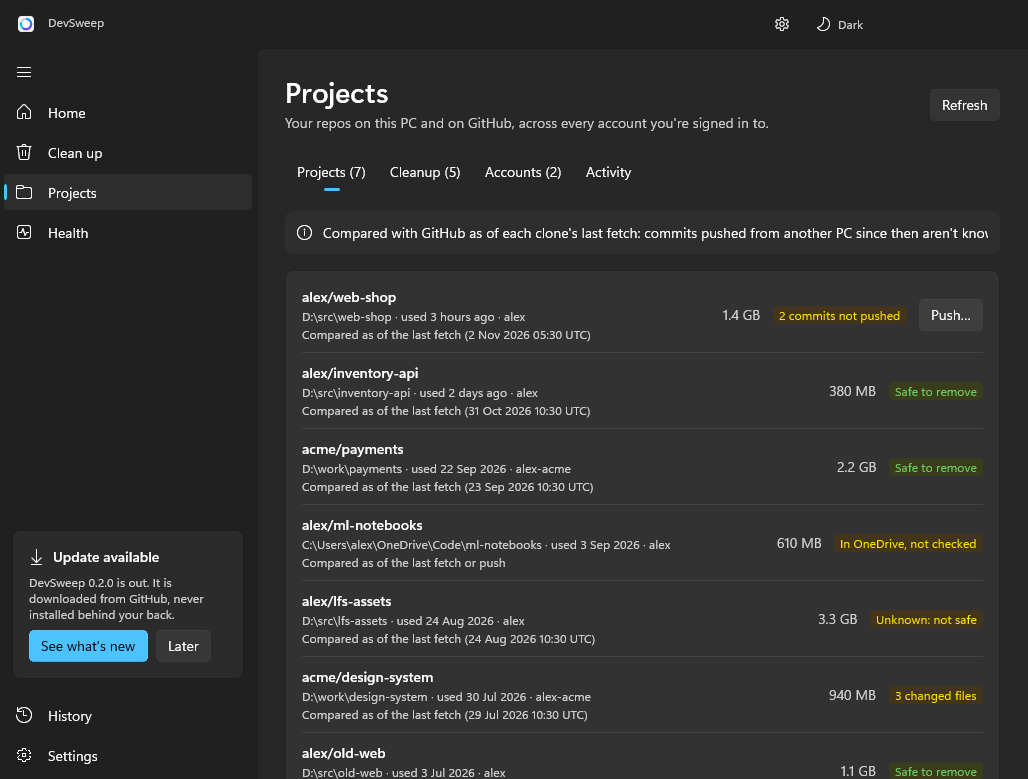 DevSweep
Dark
Home
Clean up
Projects
Health
Update available
DevSweep 0.2.0 is out. It is
downloaded from GitHub, never
installed behind your back.
See what's new
Later
History
Settings
Projects
Your repos on this PC and on GitHub, across every account you're signed in to.
Refresh
Projects (7)
Cleanup (5)
Accounts (2)
Activity
Compared with GitHub as of each clone's last fetch: commits pushed from another PC since then aren't
alex/web-shop
D:\src\web-shop · used 3 hours ago · alex
Compared as of the last fetch (2 Nov 2026 05:30 UTC)
1.4 GB
2 commits not pushed
Push...
alex/inventory-api
D:\src\inventory-api · used 2 days ago · alex
Compared as of the last fetch (31 Oct 2026 10:30 UTC)
380 MB
Safe to remove
acme/payments
D:\work\payments · used 22 Sep 2026 · alex-acme
Compared as of the last fetch (23 Sep 2026 10:30 UTC)
2.2 GB
Safe to remove
alex/ml-notebooks
C:\Users\alex\OneDrive\Code\ml-notebooks · used 3 Sep 2026 · alex
Compared as of the last fetch or push
610 MB
In OneDrive, not checked
alex/lfs-assets
D:\src\lfs-assets · used 24 Aug 2026 · alex
Compared as of the last fetch (24 Aug 2026 10:30 UTC)
3.3 GB
Unknown: not safe
acme/design-system
D:\work\design-system · used 30 Jul 2026 · alex-acme
Compared as of the last fetch (29 Jul 2026 10:30 UTC)
940 MB
3 changed files
alex/old-web
D:\src\old-web · used 3 Jul 2026 · alex
1.1 GB
Safe to remove